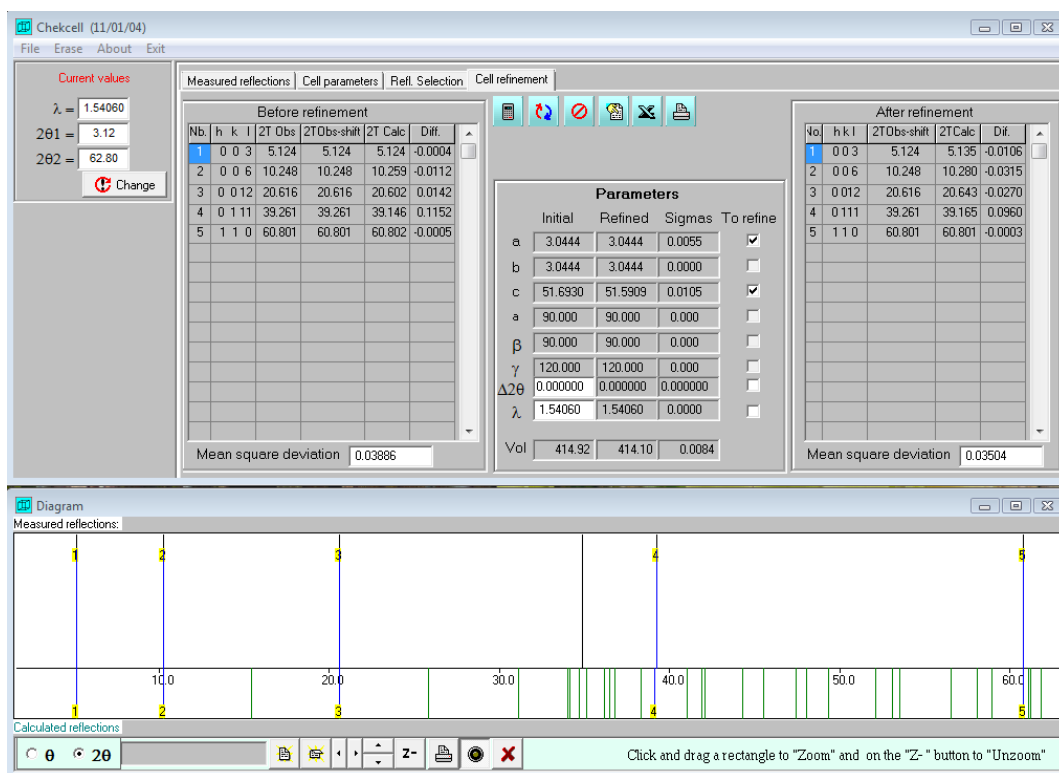 Chekcell (11/01/04)
File Erase About Exit
Current values
λ = 1.54060
2θ1 = 3.12
2θ2 = 62.80
Change
Measured reflections Cell parameters Refl. Selection Cell refinement
Before refinement
Nb. h k l 2T Obs 2TObs-shift 2T Calc Diff.
1 0 0 3 5.124 5.124 5.124 -0.0004
2 0 0 6 10.248 10.248 10.259 -0.0112
3 0 0 12 20.616 20.616 20.602 0.0142
4 0 1 11 39.261 39.261 39.146 0.1152
5 1 1 0 60.801 60.801 60.802 -0.0005
Mean square deviation 0.03886
Parameters
Initial Refined Sigmas To refine
a 3.0444 3.0444 0.0055
b 3.0444 3.0444 0.0000
c 51.6930 51.5909 0.0105
a 90.000 90.000 0.000
β 90.000 90.000 0.000
γ 120.000 120.000 0.000
Δ2θ 0.000000 0.000000 0.000000
λ 1.54060 1.54060 0.0000
Vol 414.92 414.10 0.0084
After refinement
No. h k l 2TObs-shift 2TCalc Dif.
1 0 0 3 5.124 5.135 -0.0106
2 0 0 6 10.248 10.280 -0.0315
3 0 012 20.616 20.643 -0.0270
4 0 111 39.261 39.165 0.0960
5 1 1 0 60.801 60.801 -0.0003
Mean square deviation 0.03504
Diagram
Measured reflections:
1 2 3 4 5
10.0 20.0 30.0 40.0 50.0 60.0
1 2 3 4 5
Calculated reflections
θ 2θ Z- Click and drag a rectangle to "Zoom" and on the "Z-" button to "Unzoom"